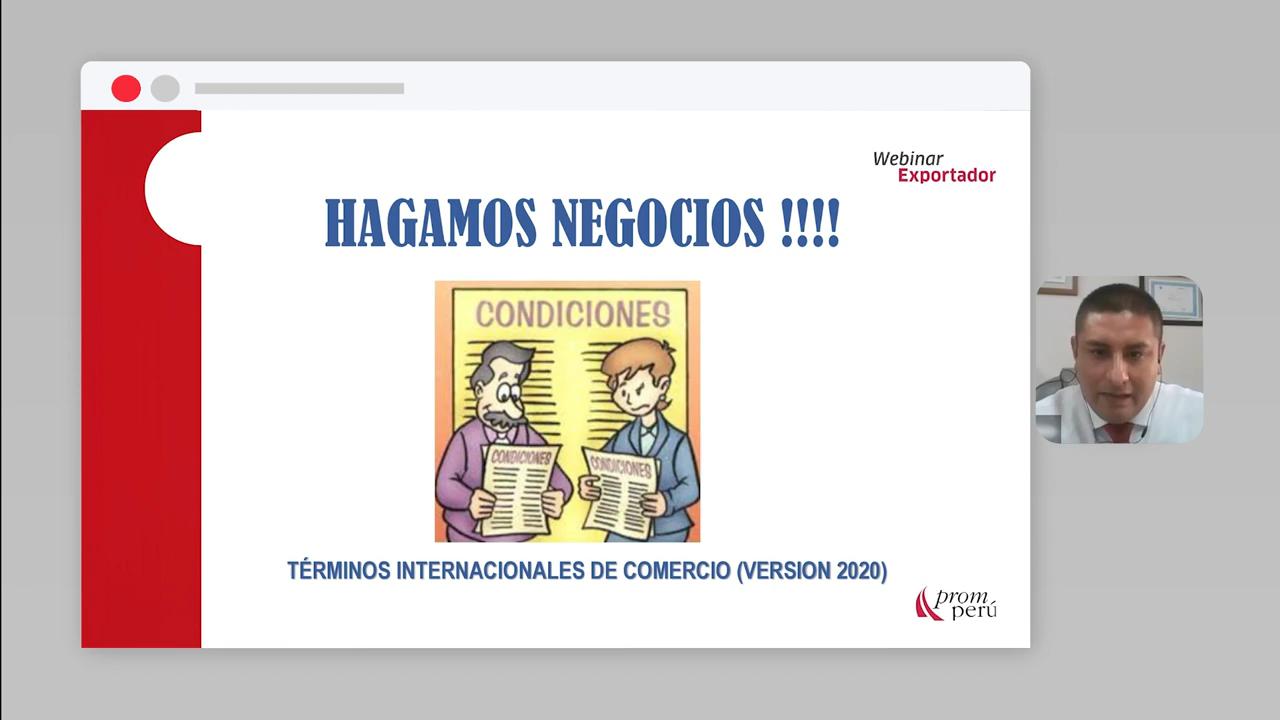 Webinar
Exportador
HAGAMOS NEGOCIOS !!!!
CONDICIONES
CONDICIONES
CONDICIONES
TÉRMINOS INTERNACIONALES DE COMERCIO (VERSION 2020)
prom
perú